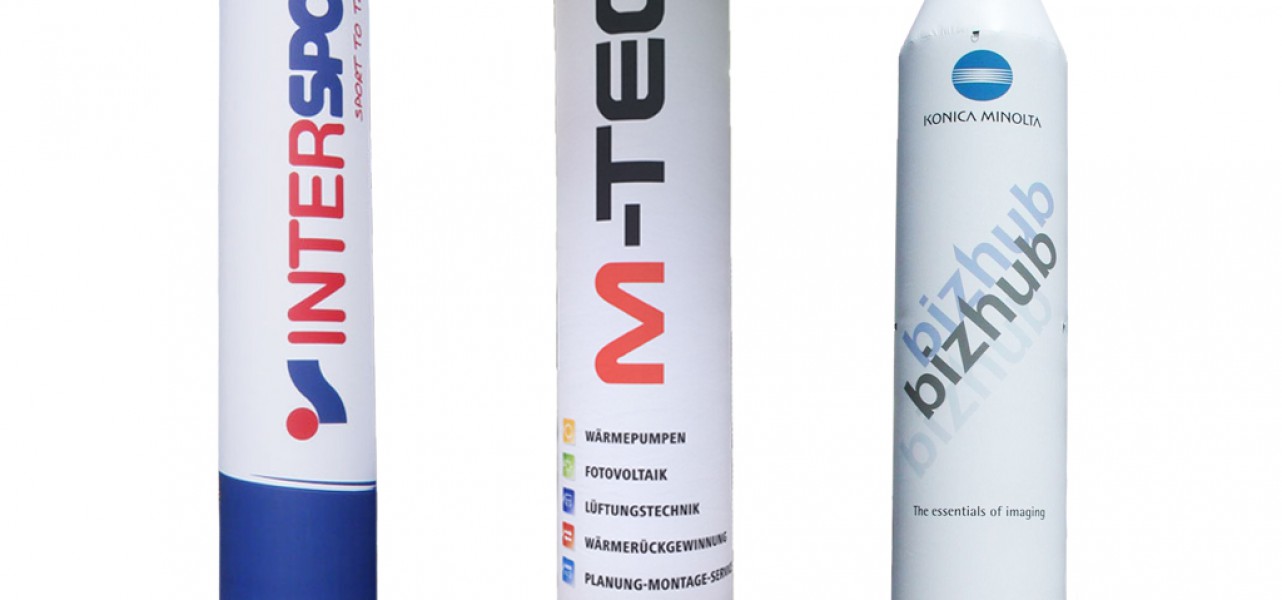 INTERSPO
SPORT TO T
M-TEC
WÄRMEPUMPEN
FOTOVOLTAIK
LÜFTUNGSTECHNIK
WÄRMERÜCKGEWINNUNG
PLANUNG-MONTAGE-SERVICE
KONICA MINOLTA
bizhub
bizhub
bizhub
The essentials of imaging